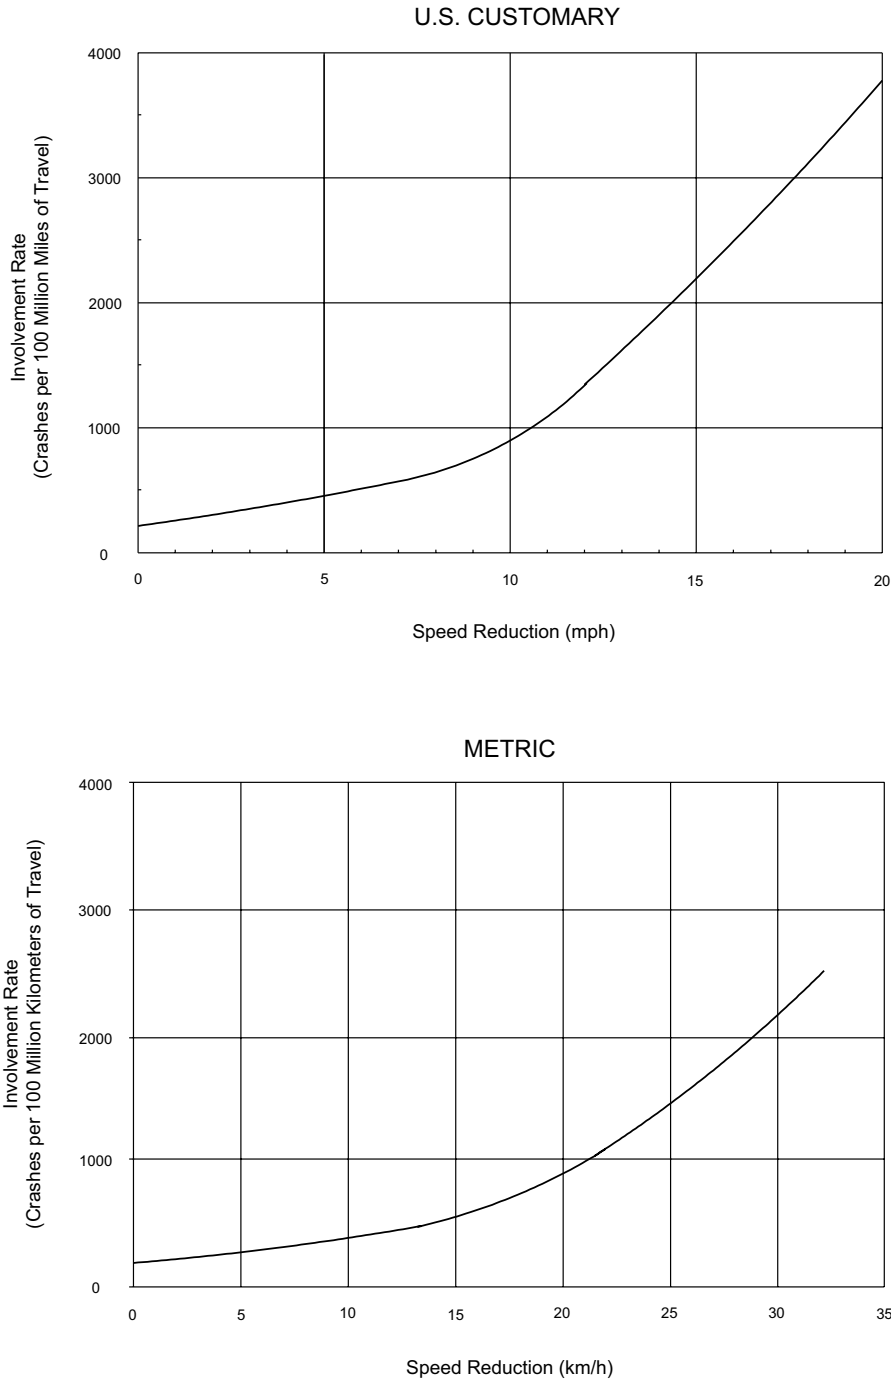 U.S. CUSTOMARY
4000
3000
2000
1000
0
Involvement Rate
(Crashes per 100 Million Miles of Travel)
0 5 10 15 20
Speed Reduction (mph)
METRIC
4000
3000
2000
1000
0
Involvement Rate
(Crashes per 100 Million Kilometers of Travel)
0 5 10 15 20 25 30 35
Speed Reduction (km/h)